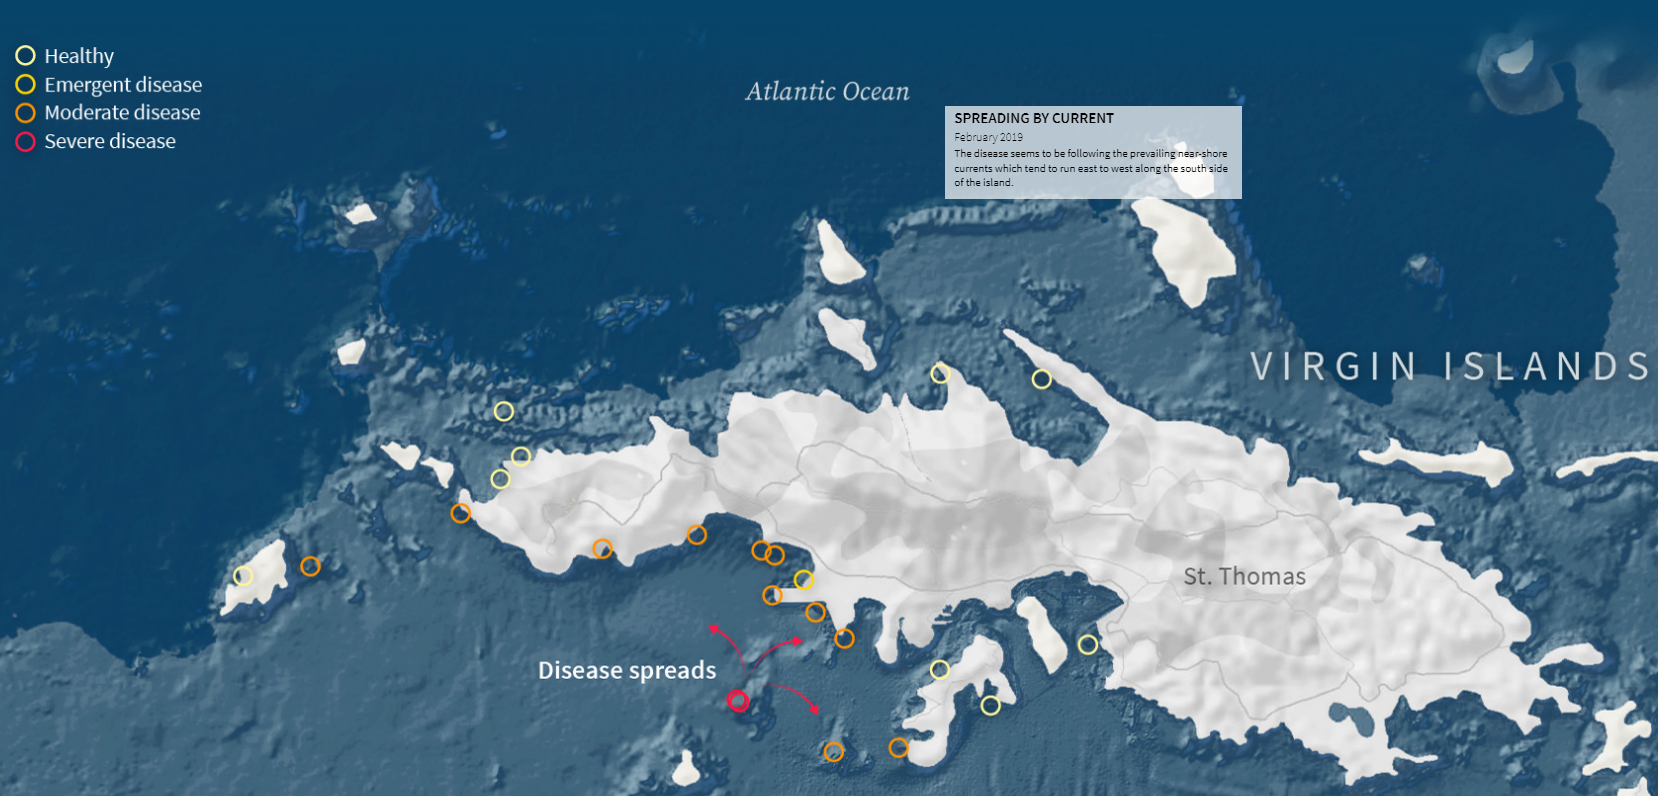 Healthy
Emergent disease
Moderate disease
Severe disease
Atlantic Ocean
SPREADING BY CURRENT
February 2019
The disease seems to be following the prevailing near-shore
currents which tend to run east to west along the south side
of the island.
VIRGIN ISLANDS
St. Thomas
Disease spreads